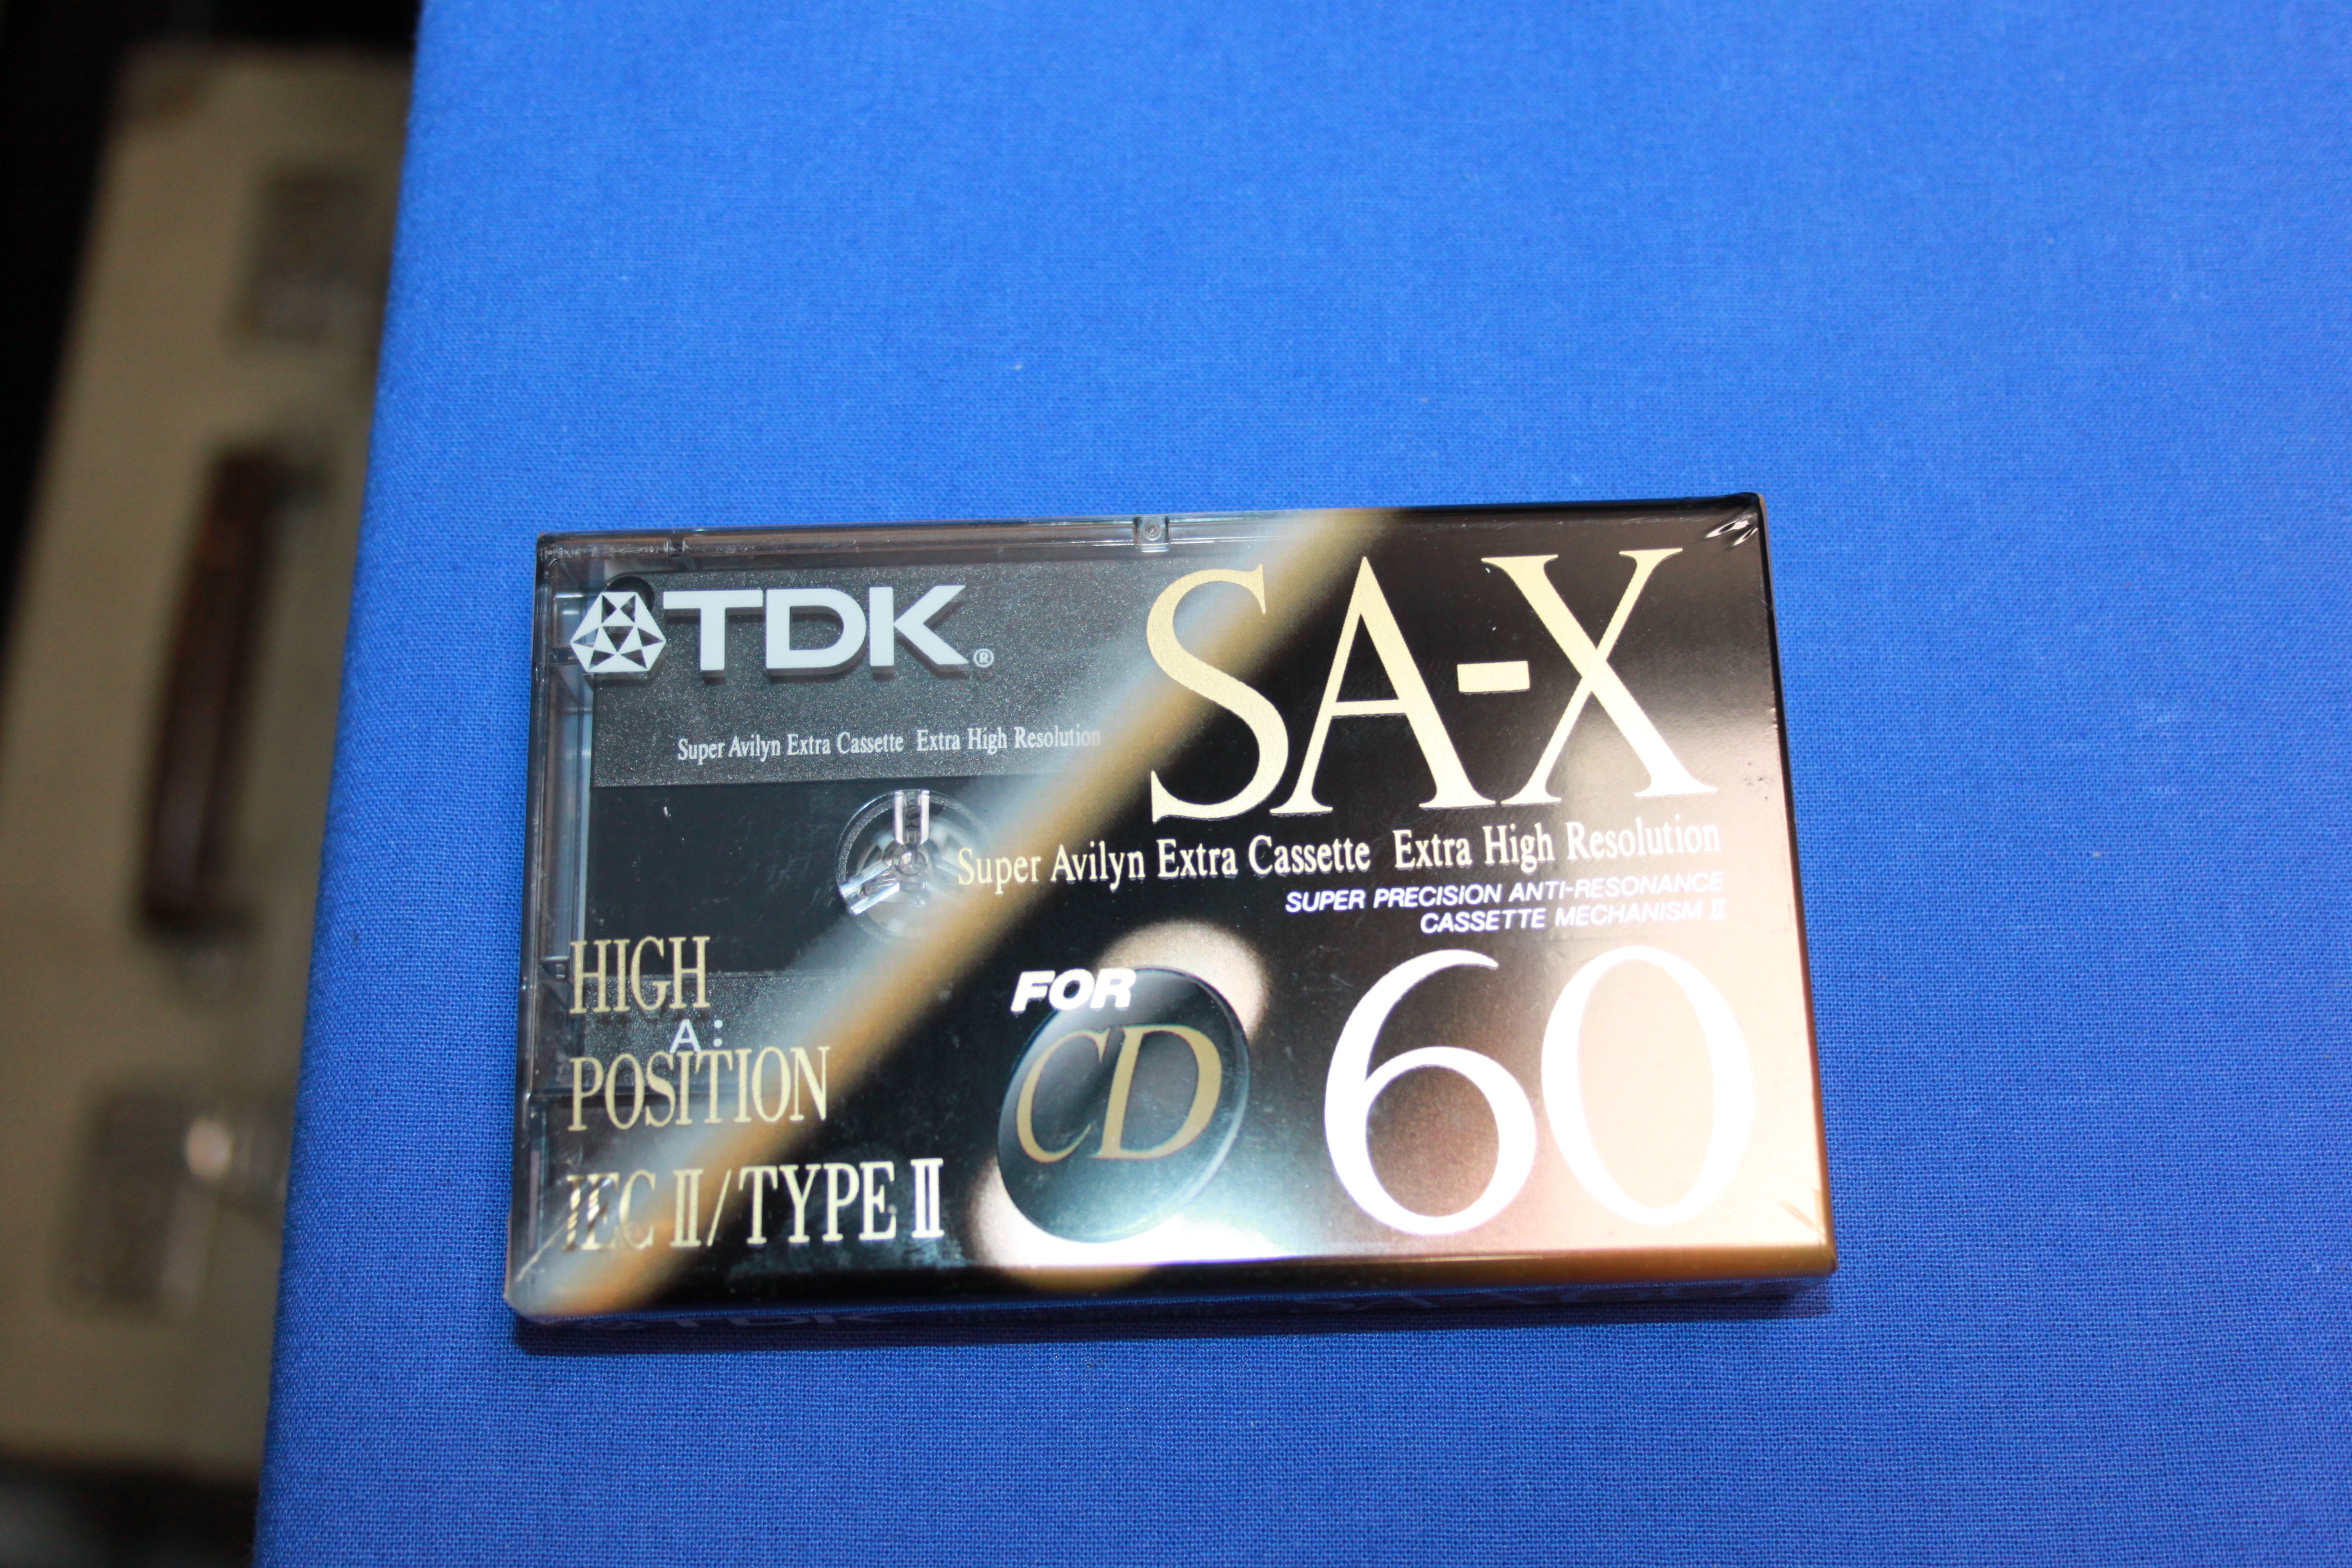 TDK®
SA-X
Super Avilyn Extra Cassette Extra High Resolution
Super Avilyn Extra Cassette Extra High Resolution
SUPER PRECISION ANTI-RESONANCE
CASSETTE MECHANISM II
HIGH
A:
POSITION
IEC II/TYPE II
FOR
CD
60
TDK